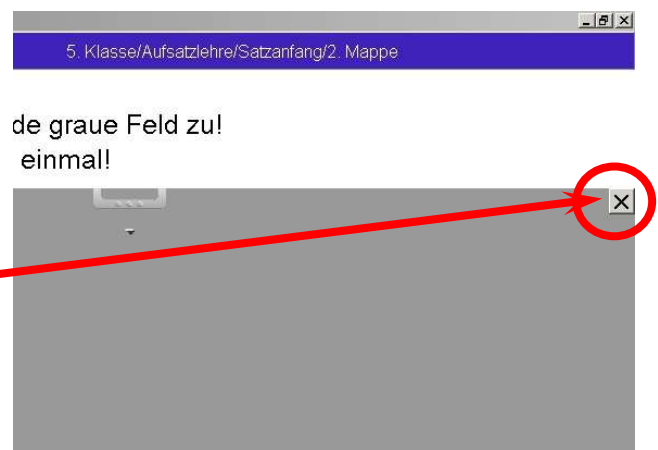 5. Klasse/Aufsatzlehre/Satzanfang/2. Mappe
de graue Feld zu!
einmal!